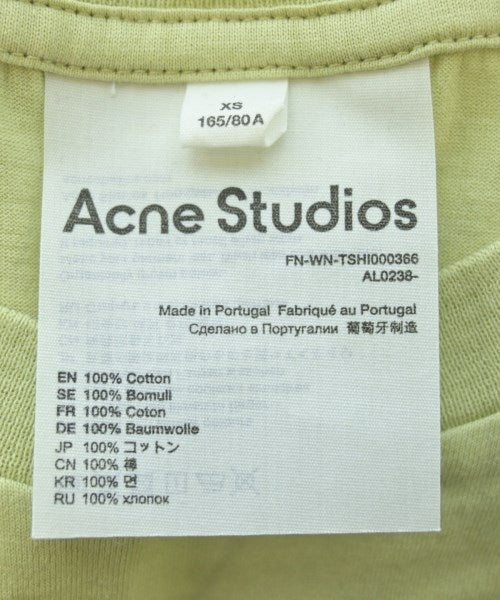 XS
165/80 A
Acne Studios
FN-WN-TSHI000366
AL0238-
Made in Portugal Fabriqué au Portugal
Сделано в Португалии 葡萄牙制造
EN 100% Cotton
SE 100% Bomull
FR 100% Coton
DE 100% Baumwolle
JP 100% コットン
CN 100% 棉
KR 100% 면
RU 100% хлопок